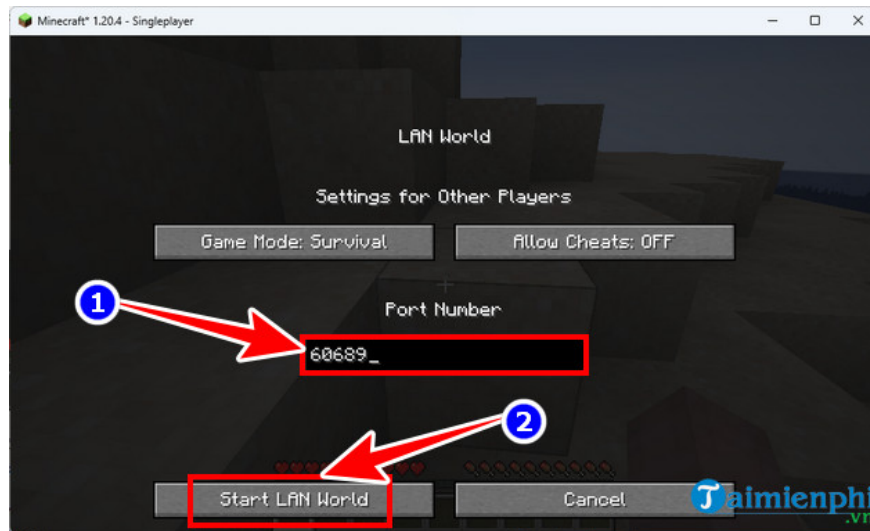 Minecraft* 1.20.4 - Singleplayer
LAN World
Settings for Other Players
Game Mode: Survival
Allow Cheats: OFF
1
Port Number
60689_
2
Start LAN World
Cancel
Taimienphi
.vn